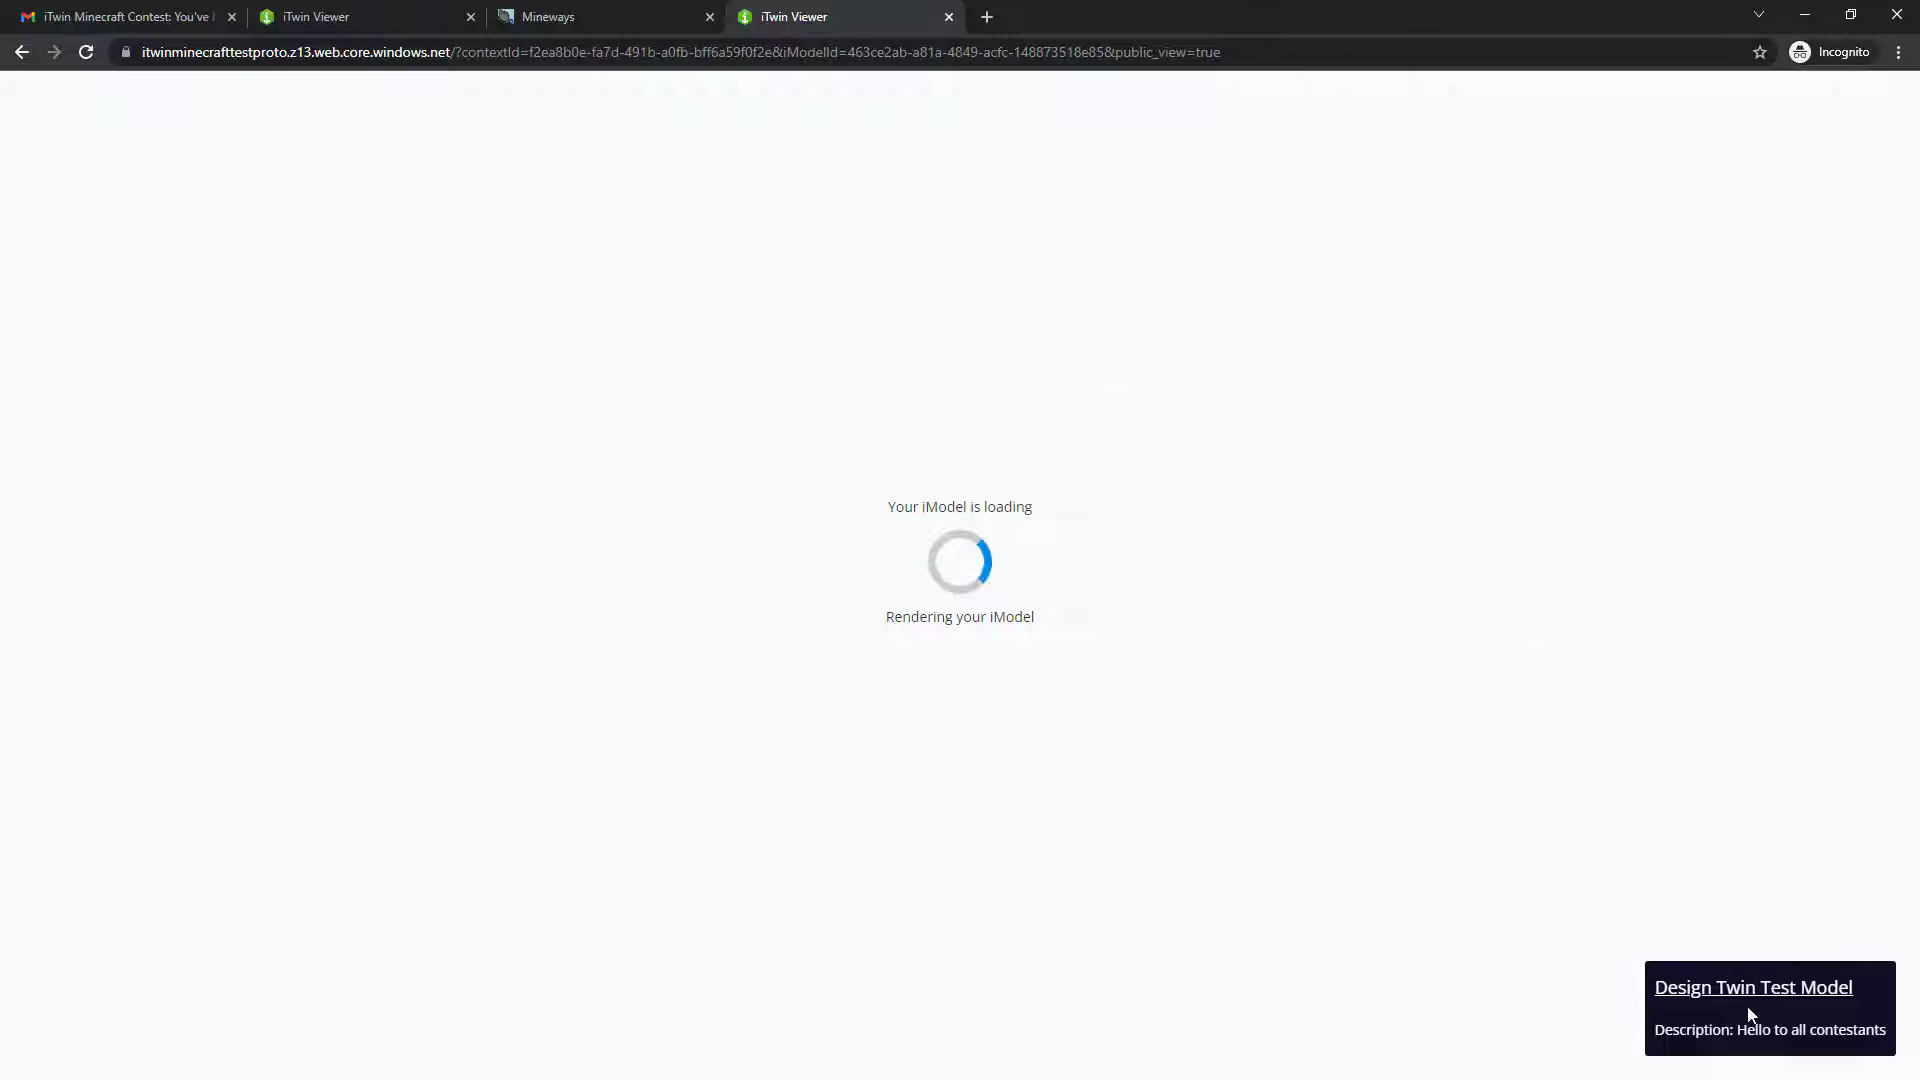 iTwin Minecraft Contest: You've
iTwin Viewer
Mineways
iTwin Viewer
itwinminecrafttestproto.z13.web.core.windows.net/?contextId=f2ea8b0e-fa7d-491b-a0fb-bff6a59f0f2e&iModelId=463ce2ab-a81a-4849-acfc-148873518e85&public_view=true
Incognito
Your iModel is loading
Rendering your iModel
Design Twin Test Model
Description: Hello to all contestants